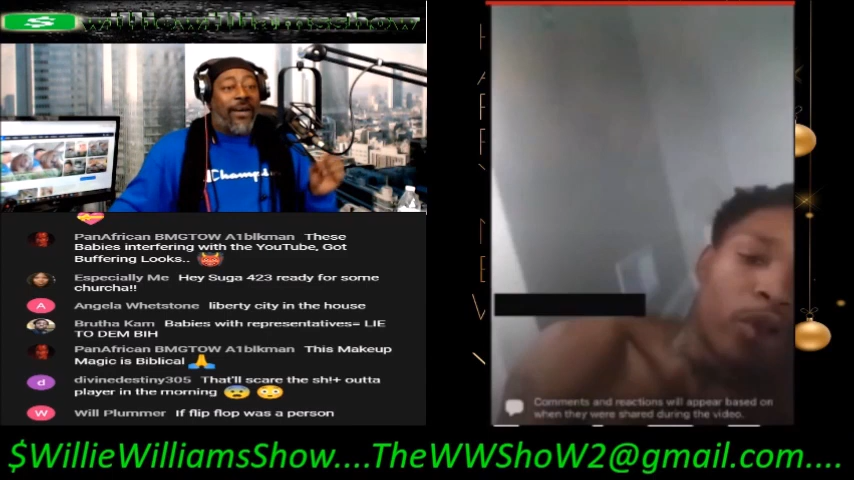 williewilliamsshow
Champion
PanAfrican BMGTOW A1blkman These
Babies interfering with the YouTube, Got
Buffering Looks..
Especially Me Hey Suga 423 ready for some
churcha!!
Angela Whetstone liberty city in the house
Brutha Kam Babies with representatives= LIE
TO DEM BIH
PanAfrican BMGTOW A1blkman This Makeup
Magic is Biblical
divinedestiny305 That'll scare the sh!+ outta
player in the morning
Will Plummer If flip flop was a person
Comments and reactions will appear based on
when they were shared during the video.
$WillieWilliamsShow....TheWWShoW2@gmail.com....